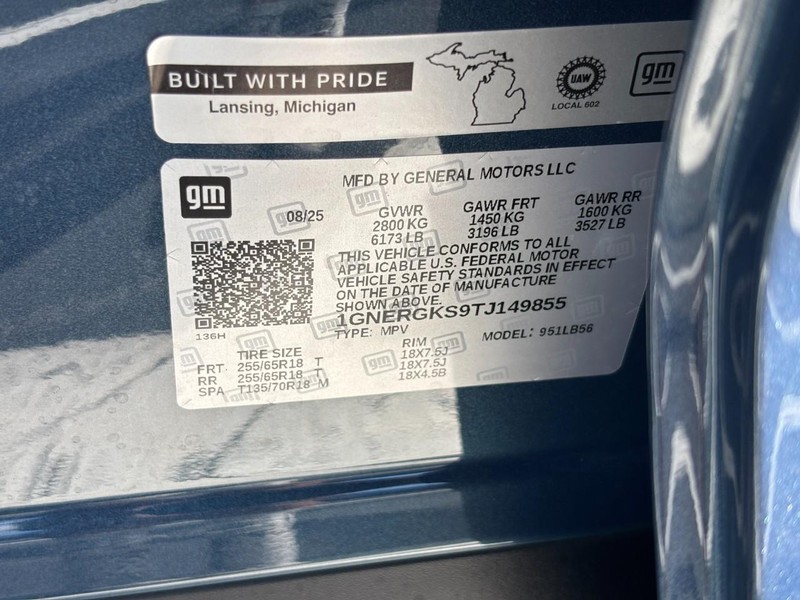 BUILT WITH PRIDE
Lansing, Michigan
UAW
LOCAL 602
gm
gm
MFD BY GENERAL MOTORS LLC
08/25
GVWR GAWR FRT GAWR RR
2800 KG 1450 KG 1600 KG
6173 LB 3196 LB 3527 LB
THIS VEHICLE CONFORMS TO ALL
APPLICABLE U.S. FEDERAL MOTOR
VEHICLE SAFETY STANDARDS IN EFFECT
ON THE DATE OF MANUFACTURE
SHOWN ABOVE.
1GNERGKS9TJ149855
136H
TYPE: MPV MODEL: 951LB56
TIRE SIZE RIM
FRT 255/65R18 T 18X7.5J
RR 255/65R18 T 18X7.5J
SPA T135/70R18 M 18X4.5B